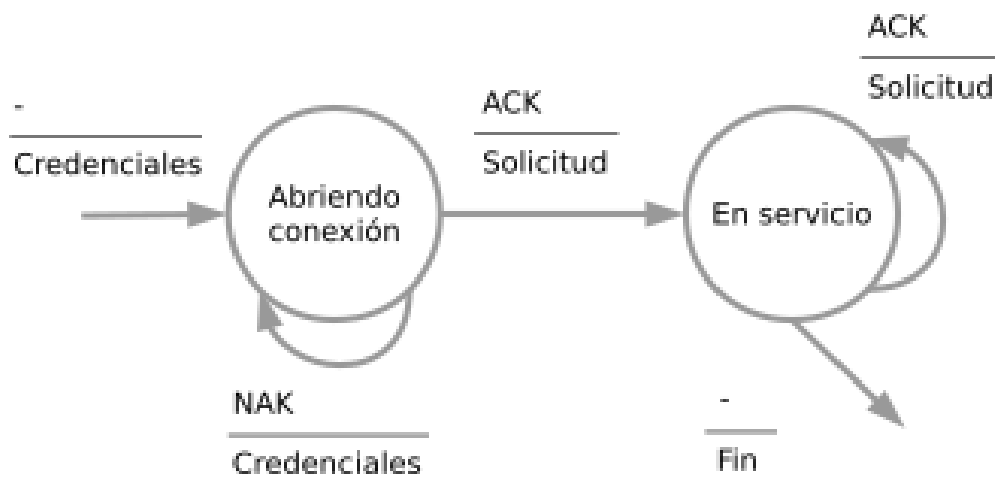 -
Credenciales
Abriendo
conexión
NAK
Credenciales
ACK
Solicitud
En servicio
ACK
Solicitud
-
Fin